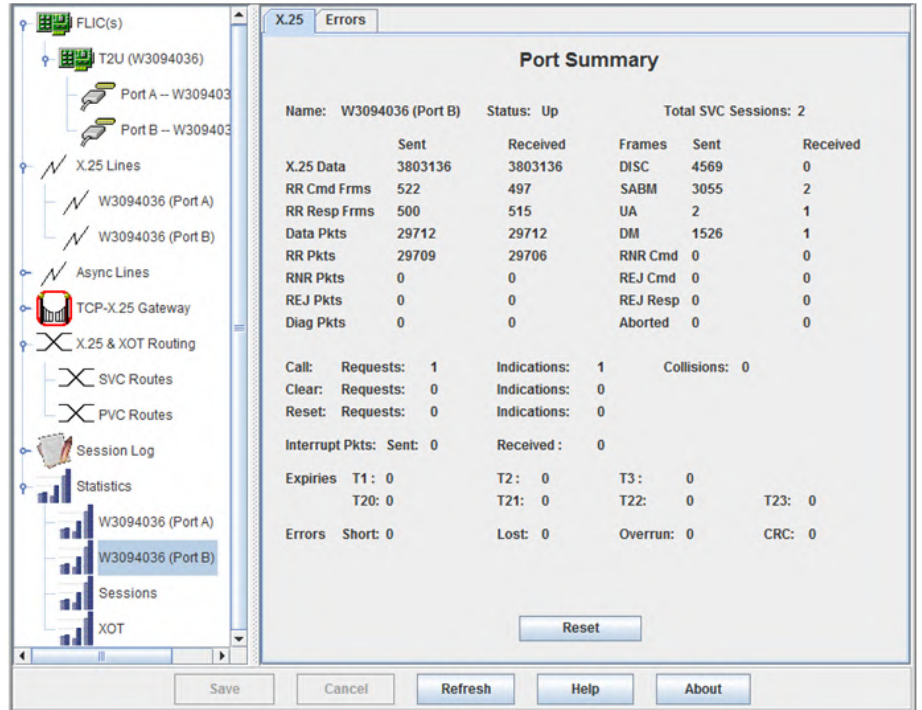 FLIC(s)
T2U (W3094036)
Port A -- W309403
Port B -- W309403
X.25 Lines
W3094036 (Port A)
W3094036 (Port B)
Async Lines
TCP-X.25 Gateway
X.25 & XOT Routing
SVC Routes
PVC Routes
Session Log
Statistics
W3094036 (Port A)
W3094036 (Port B)
Sessions
XOT
X.25 Errors
Port Summary
Name: W3094036 (Port B) Status: Up Total SVC Sessions: 2
Sent Received Frames Sent Received
X.25 Data 3803136 3803136 DISC 4569 0
RR Cmd Frms 522 497 SABM 3055 2
RR Resp Frms 500 515 UA 2 1
Data Pkts 29712 29712 DM 1526 1
RR Pkts 29709 29706 RNR Cmd 0 0
RNR Pkts 0 0 REJ Cmd 0 0
REJ Pkts 0 0 REJ Resp 0 0
Diag Pkts 0 0 Aborted 0 0
Call: Requests: 1 Indications: 1 Collisions: 0
Clear: Requests: 0 Indications: 0
Reset: Requests: 0 Indications: 0
Interrupt Pkts: Sent: 0 Received : 0
Expiries T1 : 0 T2 : 0 T3 : 0
T20: 0 T21: 0 T22: 0 T23: 0
Errors Short: 0 Lost: 0 Overrun: 0 CRC: 0
Reset
Save Cancel Refresh Help About